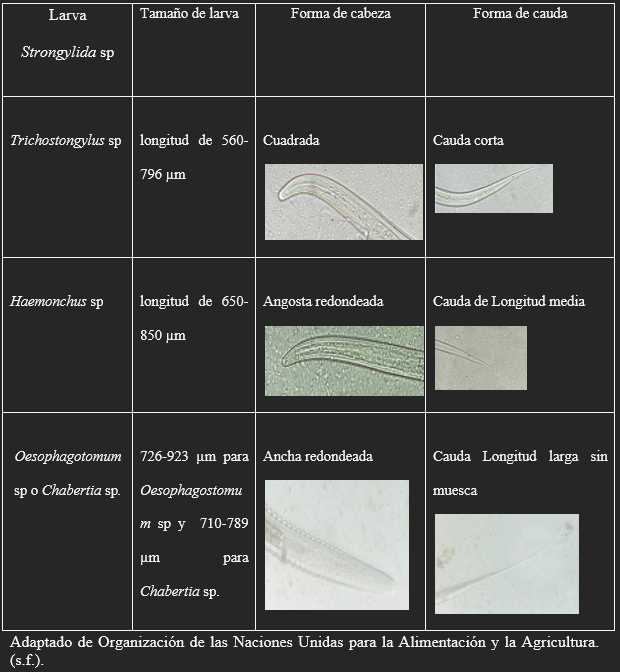 Larva
Strongylida sp
Tamaño de larva
Forma de cabeza
Forma de cauda
Trichostongylus sp
longitud de 560-
796 µm
Cuadrada
Cauda corta
Haemonchus sp
longitud de 650-
850 µm
Angosta redondeada
Cauda de Longitud media
Oesophagotomum
sp o Chabertia sp.
726-923 µm para
Oesophagostomu
m sp y 710-789
µm para
Chabertia sp.
Ancha redondeada
Cauda Longitud larga sin
muesca
Adaptado de Organización de las Naciones Unidas para la Alimentación y la Agricultura.
(s.f.).